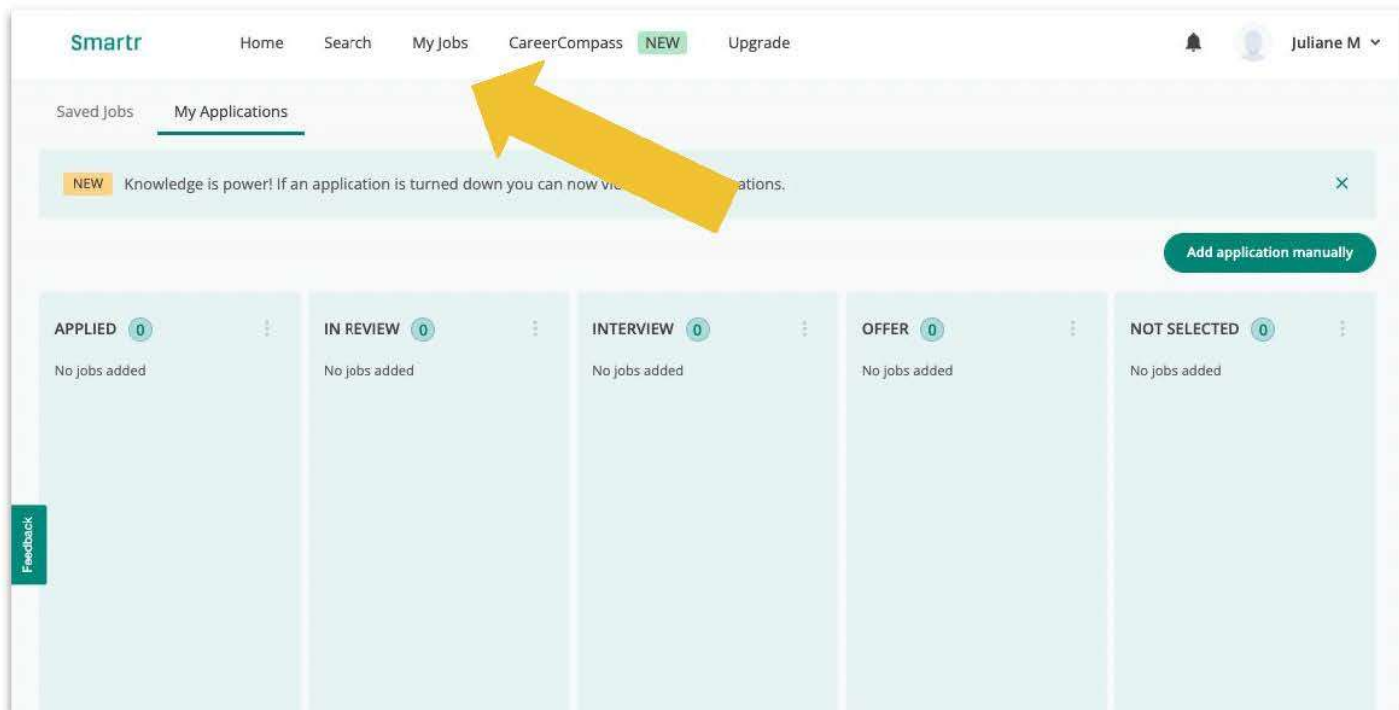 Smartr Home Search My Jobs CareerCompass NEW Upgrade Juliane M
Saved Jobs My Applications
NEW Knowledge is power! If an application is turned down you can now ations.
Add application manually
APPLIED 0 IN REVIEW 0 INTERVIEW 0 OFFER 0 NOT SELECTED 0
No jobs added No jobs added No jobs added No jobs added No jobs added
Feedback